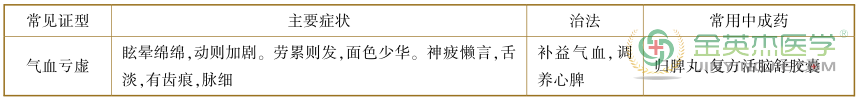 常见证型 主要症状 治法 常用中成药
气血亏虚 眩晕绵绵,动则加剧。劳累则发,面色少华。神疲懒言,舌淡,有齿痕,脉细 补益气血,调养心脾 归脾丸、复方活脑舒胶囊
金英杰医学®